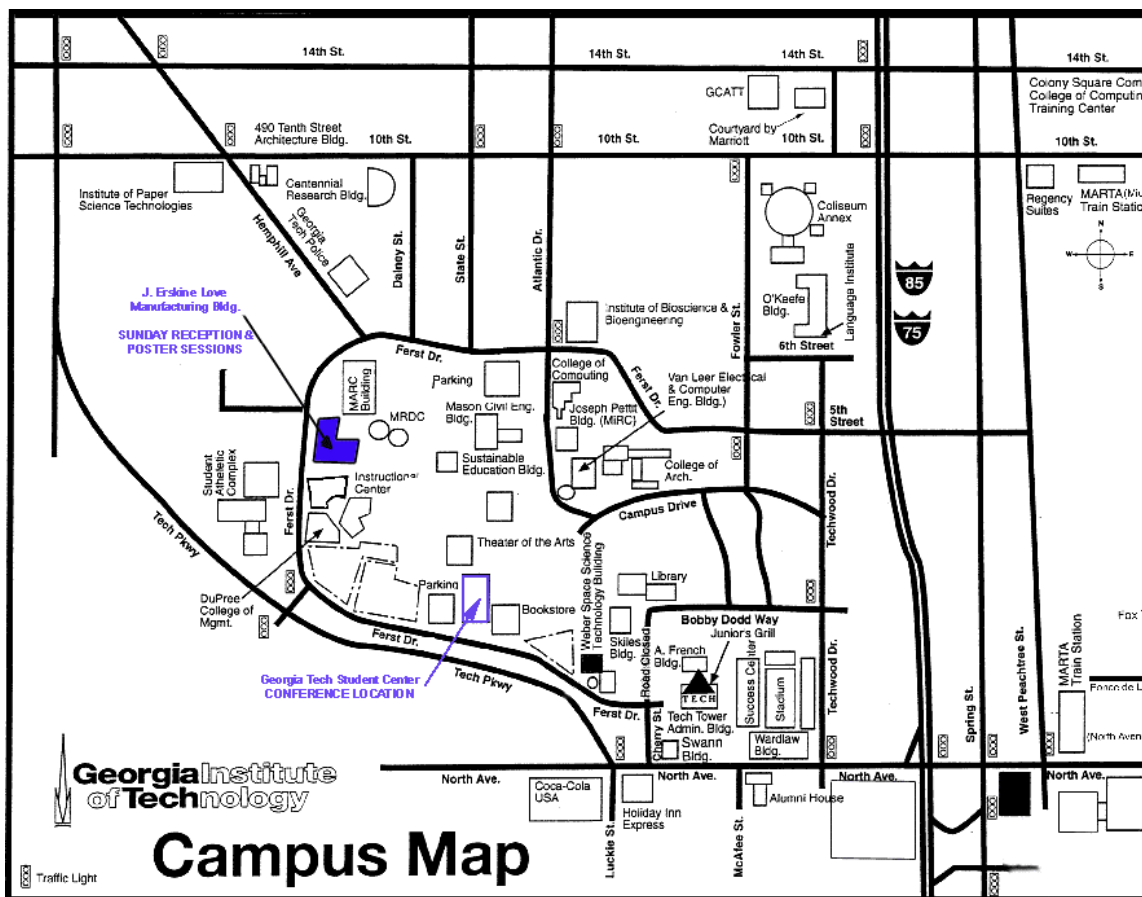 14th St.
14th St.
14th St.
14th St.
Colony Square Com
College of Computin
Training Center
GCATT
Courtyard by
Marriott
490 Tenth Street
Architecture Bldg.
10th St.
10th St.
10th St.
10th St.
Institute of Paper
Science Technologies
Centennial
Research Bldg.
Georgia
Tech Police
Hemphill Ave
Dalney St.
State St.
Atlantic Dr.
Fowler St.
Coliseum
Annex
Regency
Suites
MARTA
Train Statio
N
W
E
S
85
75
O'Keefe
Bldg.
Language Institute
6th Street
J. Erskine Love
Manufacturing Bldg.
SUNDAY RECEPTION &
POSTER SESSIONS
Institute of Bioscience &
Bioengineering
Ferst Dr.
Ferst Dr.
College of
Computing
Van Leer Electrical
& Computer
Eng. Bldg.)
MARC
Building
Parking
Mason Civil Eng.
Bldg.
Joseph Pettit
Bldg. (MiRC)
5th
Street
MRDC
Sustainable
Education Bldg.
College of
Arch.
Student
Athletetic
Complex
Instructional
Center
Ferst Dr.
Campus Drive
Techwood Dr.
Tech Pkwy
Theater of the Arts
Weber Space Science
Technology Building
Library
DuPree
College of
Mgmt.
Parking
Bookstore
Skiles
Bldg.
Bobby Dodd Way
Junior's Grill
Road Closed
A. French
Bldg.
Ferst Dr.
Tech Pkwy
Georgia Tech Student Center
CONFERENCE LOCATION
Ferst Dr.
Cherry St.
TECH
Tech Tower
Admin. Bldg.
Swann
Bldg.
Success Center
Stadium
Wardlaw
Bldg.
Techwood Dr.
Spring St.
West Peachtree St.
MARTA
Train Station
Fox
Ponce de L
(North Aven
Georgia Institute
of Technology
North Ave.
North Ave.
North Ave.
North Ave.
Coca-Cola
USA
Holiday Inn
Express
Alumni House
Luckie St.
McAfee St.
Campus Map
Traffic Light